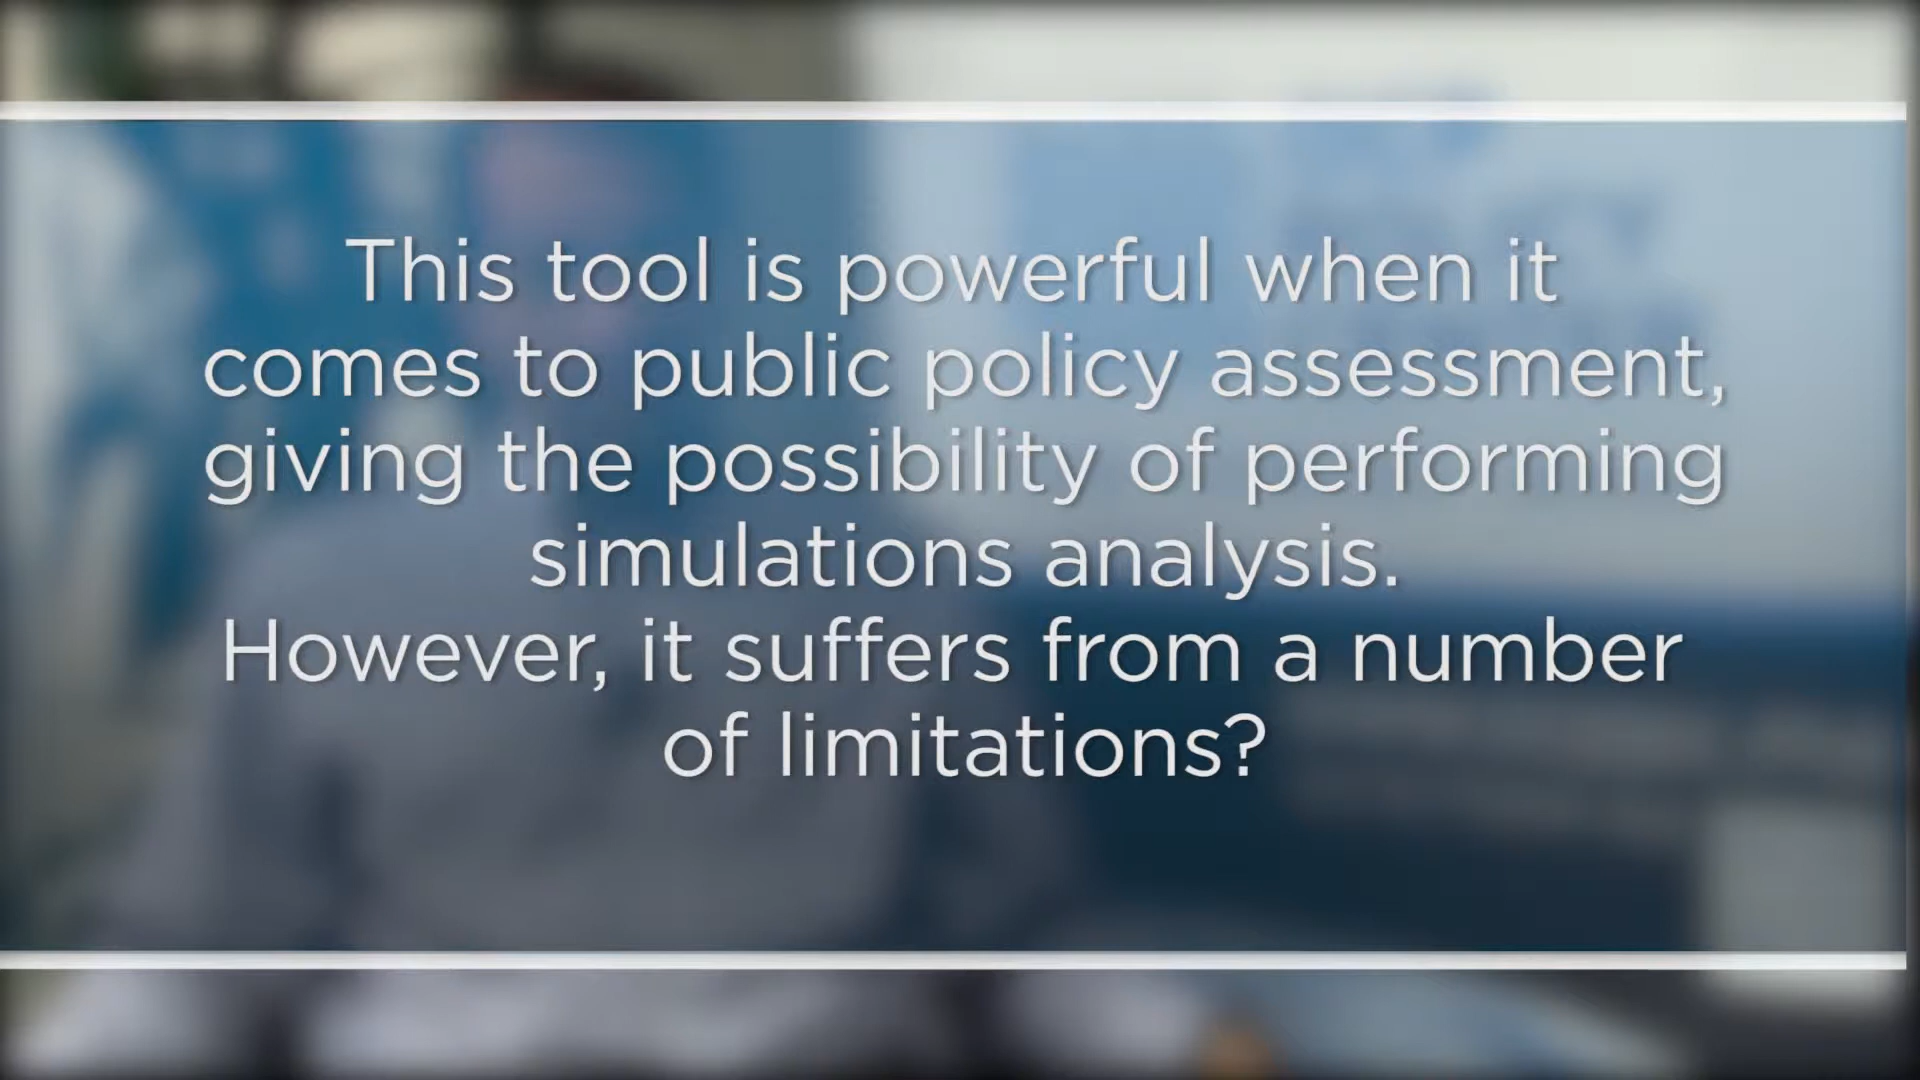 This tool is powerful when it
comes to public policy assessment,
giving the possibility of performing
simulations analysis.
However, it suffers from a number
of limitations?